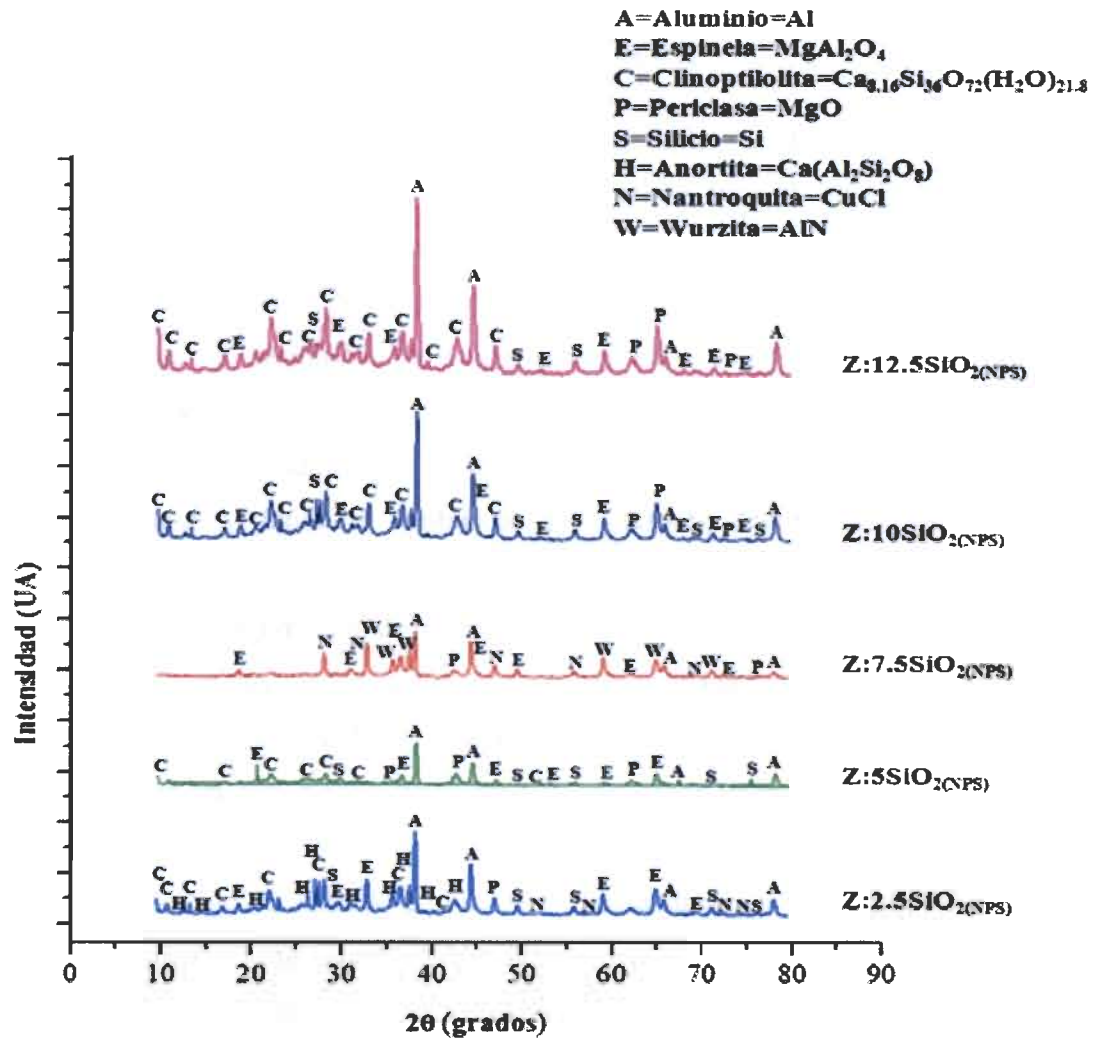 A=Aluminio=Al
E=Espinela=MgAl₂O₄
C=Clinoptilolita=Ca₈.₁₆Si₃₆O₇₂(H₂O)₂₁.₈
P=Periclasa=MgO
S=Silicio=Si
H=Anortita=Ca(Al₂Si₂O₈)
N=Nantroquita=CuCl
W=Wurzita=AlN
A
A
C C C C E C C C S C E C C E C C C C S E S E P P A E E P E A
Z:12.5SiO₂(NPS)
A
A
C C C C E C C C S C E C C E C C E C S E S E P P A E S E P E S A
Z:10SiO₂(NPS)
E N E N W W E W A P A E N E N W E W A N W E P A
Z:7.5SiO₂(NPS)
C C E C C C S C P E A P A E S C E S E P E A S S A
Z:5SiO₂(NPS)
A
C C H C H C E H C H H C S E H E H C H A H C H A P S N S N E E A E S N N S A
Z:2.5SiO₂(NPS)
Intensidad (UA)
0 10 20 30 40 50 60 70 80 90
2θ (grados)